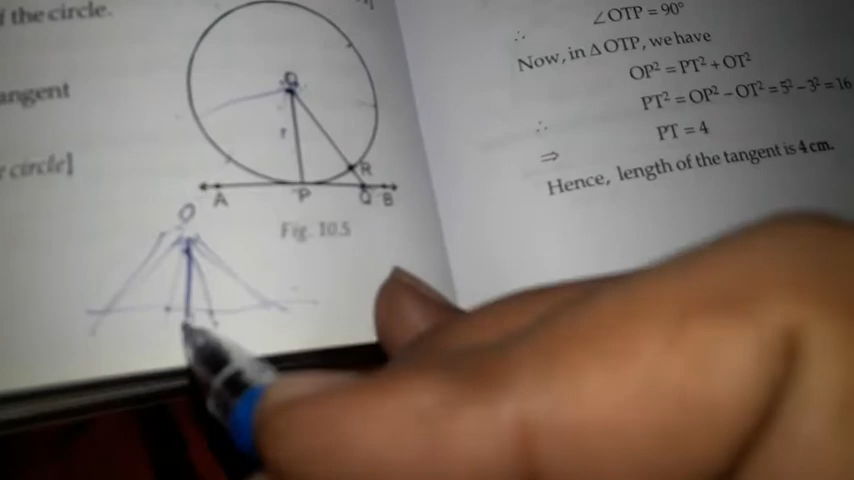 f the circle.
angent
circle]
O
r
R
A
P
Q
B
Fig. 10.5
O
∴ ∠OTP = 90°
Now, in Δ OTP, we have
OP² = PT² + OT²
∴ PT² = OP² − OT² = 5² − 3² = 16
⇒ PT = 4
Hence, length of the tangent is 4 cm.